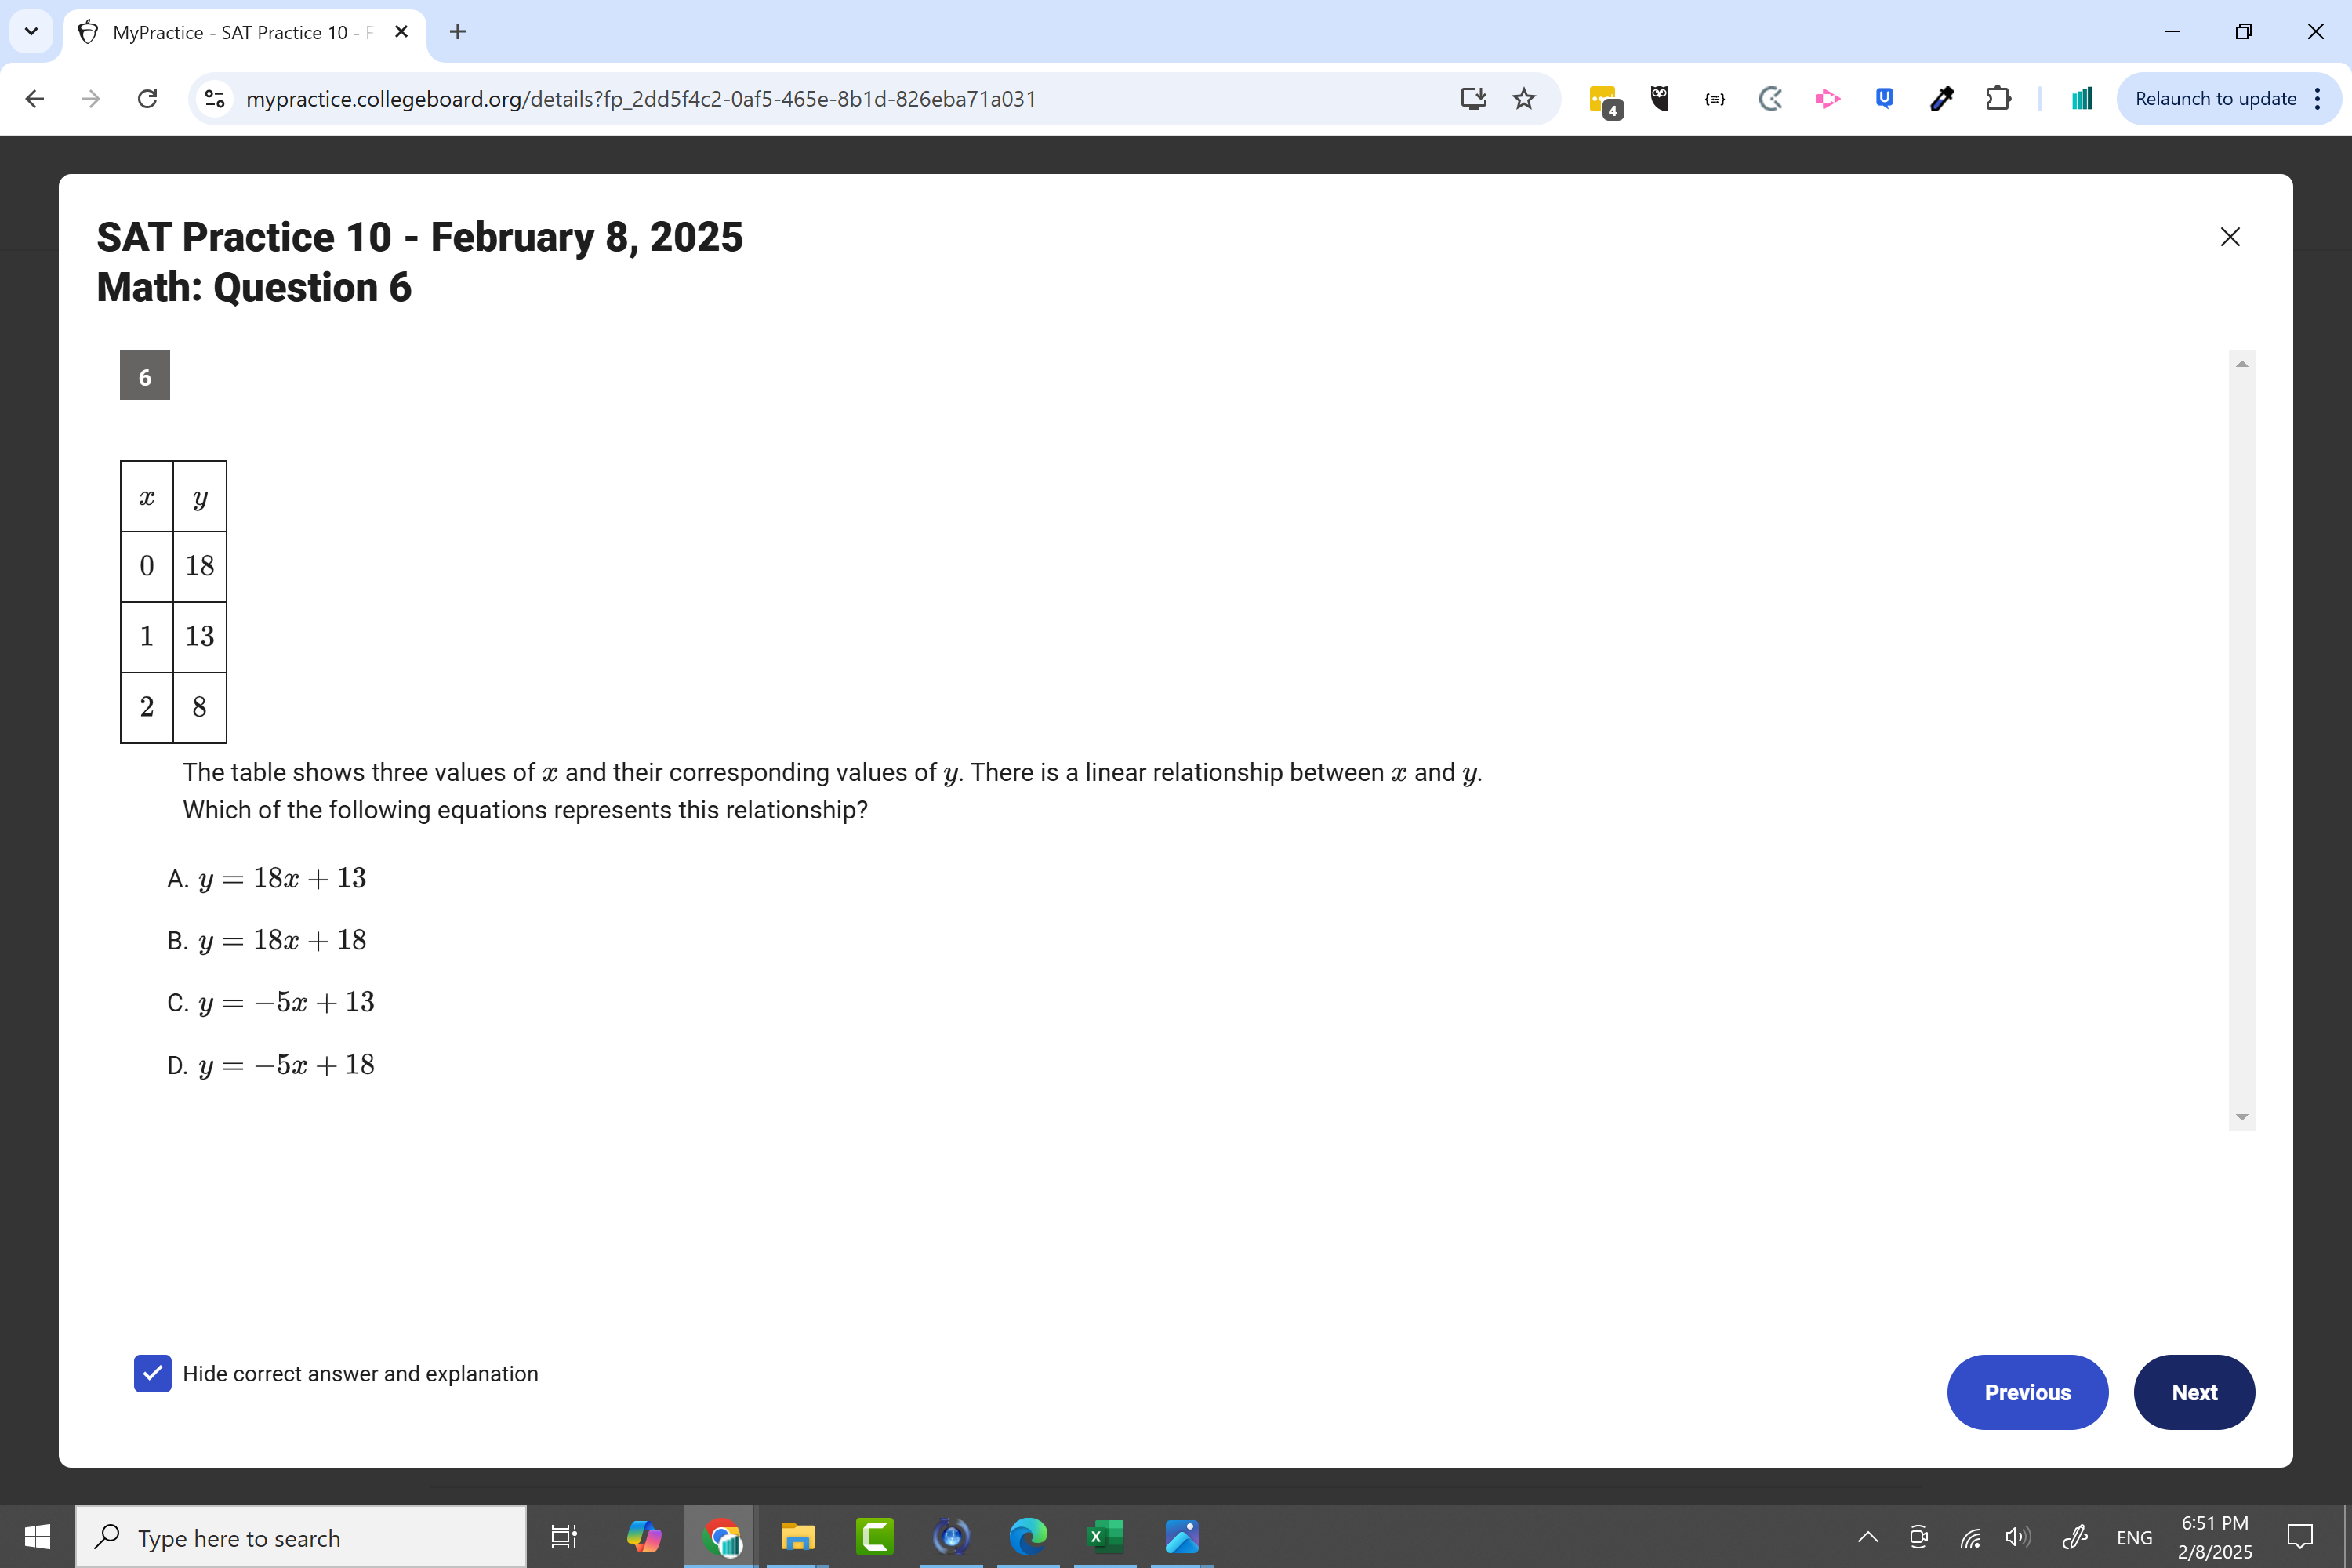 MyPractice - SAT Practice 10 - F
mypractice.collegeboard.org/details?fp_2dd5f4c2-0af5-465e-8b1d-826eba71a031
4
Relaunch to update
SAT Practice 10 - February 8, 2025
Math: Question 6
6
x y
0 18
1 13
2 8
The table shows three values of x and their corresponding values of y. There is a linear relationship between x and y.
Which of the following equations represents this relationship?
A. y = 18x + 13
B. y = 18x + 18
C. y = −5x + 13
D. y = −5x + 18
Hide correct answer and explanation
Previous
Next
Type here to search
ENG
6:51 PM
2/8/2025